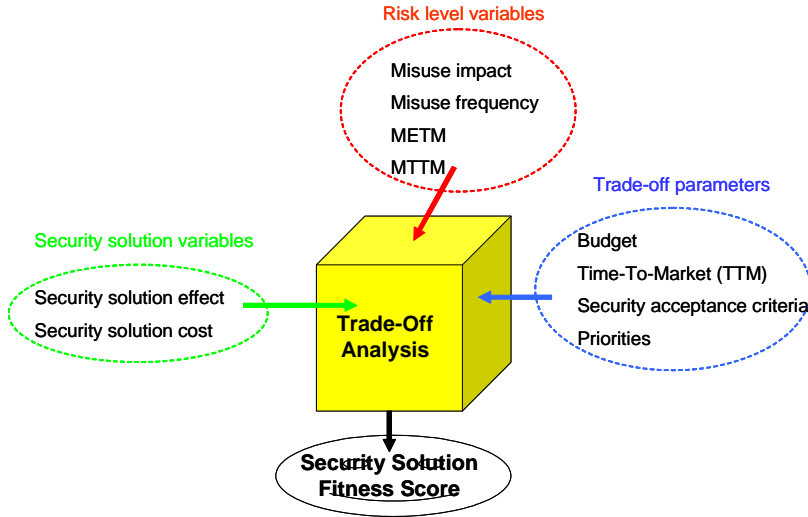 Risk level variables
Misuse impact
Misuse frequency
METM
MTTM
Trade-off parameters
Budget
Time-To-Market (TTM)
Security acceptance criteria
Priorities
Security solution variables
Security solution effect
Security solution cost
Trade-Off
Analysis
Security Solution
Fitness Score